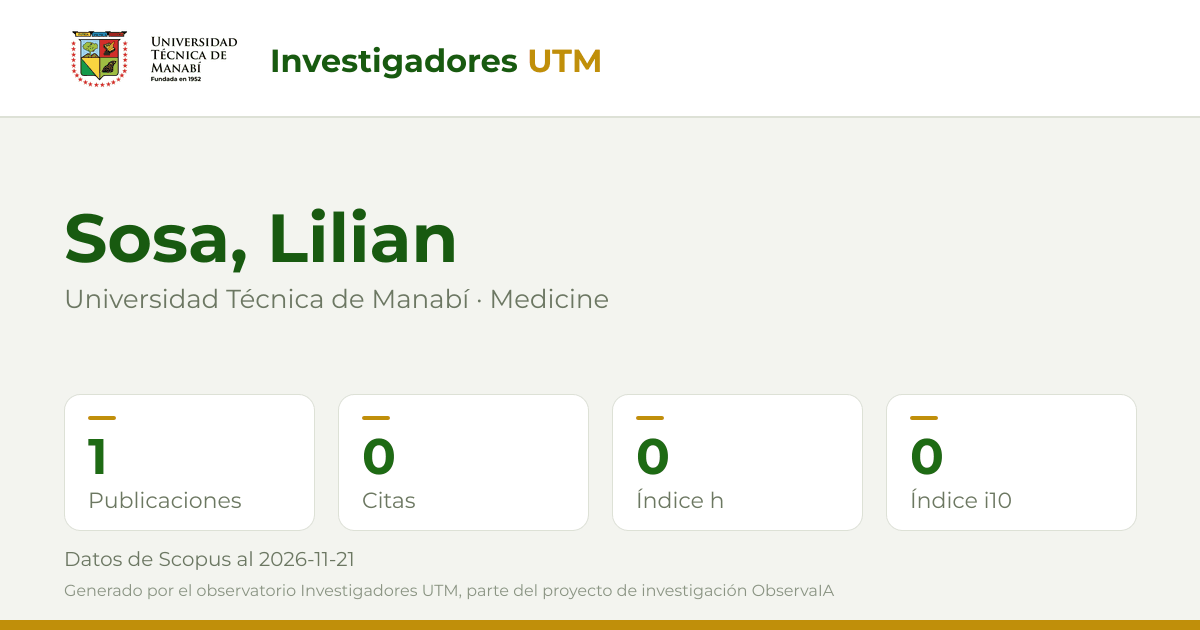 UNIVERSIDAD
TÉCNICA DE
MANABÍ
Fundada en 1952
Investigadores UTM
Sosa, Lilian
Universidad Técnica de Manabí · Medicine
1
Publicaciones
0
Citas
0
Índice h
0
Índice i10
Datos de Scopus al 2026-11-21
Generado por el observatorio Investigadores UTM, parte del proyecto de investigación ObservaIA